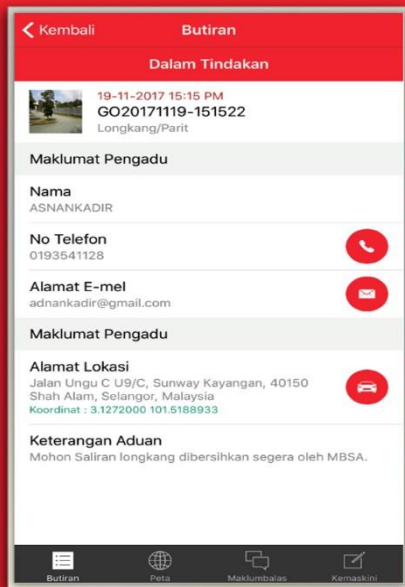 Kembali
Butiran
Dalam Tindakan
19-11-2017 15:15 PM
GO20171119-151522
Longkang/Parit
Maklumat Pengadu
Nama
ASNANKADIR
No Telefon
0193541128
Alamat E-mel
adnankadir@gmail.com
Maklumat Pengadu
Alamat Lokasi
Jalan Ungu C U9/C, Sunway Kayangan, 40150
Shah Alam, Selangor, Malaysia
Koordinat : 3.1272000 101.5188933
Keterangan Aduan
Mohon Saliran longkang dibersihkan segera oleh MBSA.
Butiran
Peta
Maklumbalas
Kemaskini